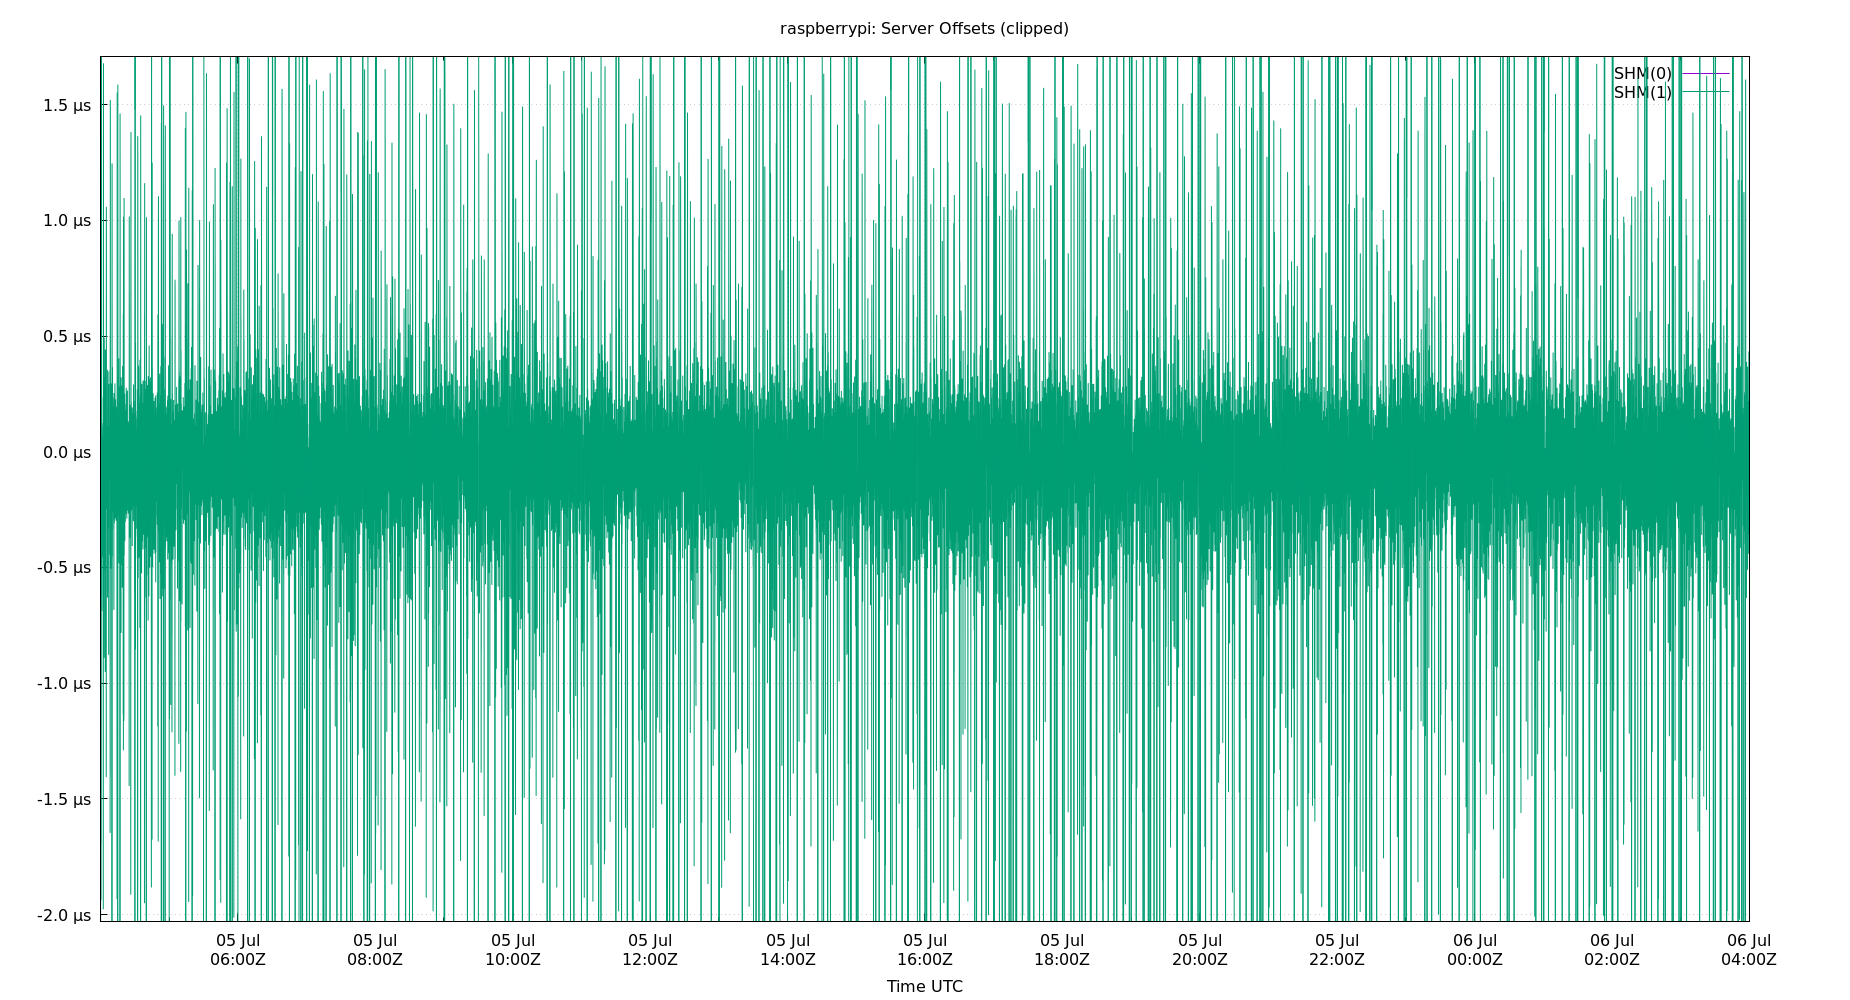 raspberrypi: Server Offsets (clipped)
SHM(0)
SHM(1)
1.5 µs
1.0 µs
0.5 µs
0.0 µs
-0.5 µs
-1.0 µs
-1.5 µs
-2.0 µs
05 Jul 05 Jul 05 Jul 05 Jul 05 Jul 05 Jul 05 Jul 05 Jul 05 Jul 06 Jul 06 Jul 06 Jul
06:00Z 08:00Z 10:00Z 12:00Z 14:00Z 16:00Z 18:00Z 20:00Z 22:00Z 00:00Z 02:00Z 04:00Z
Time UTC